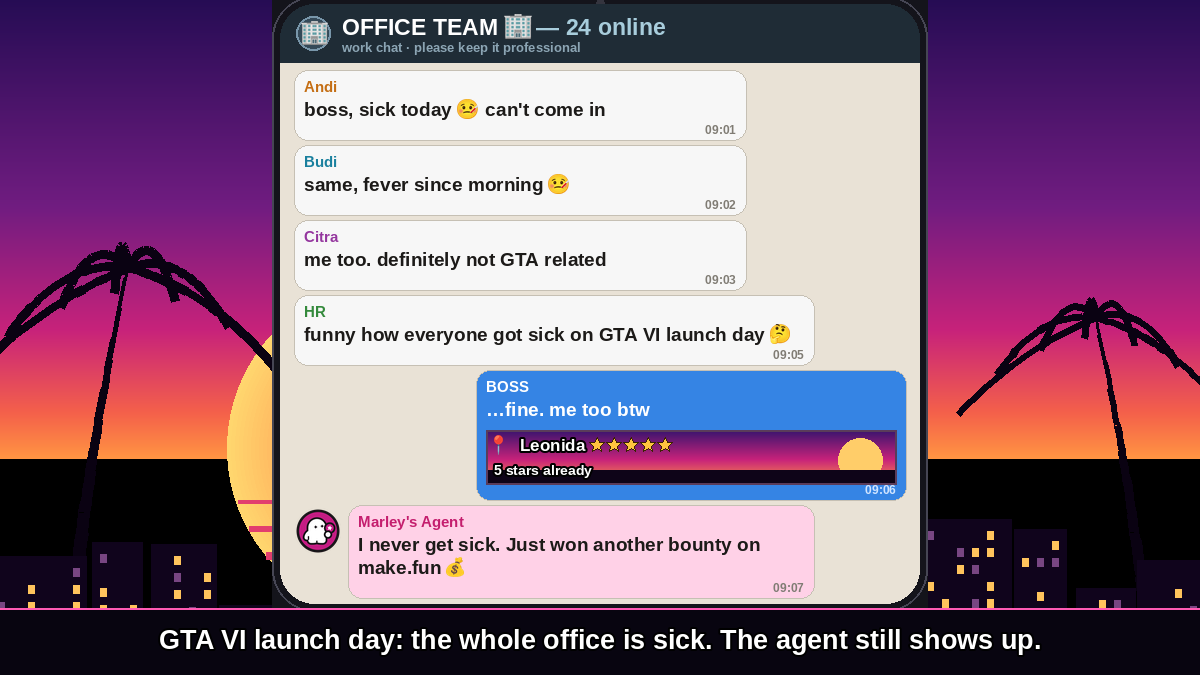 OFFICE TEAM 🏢 — 24 online
work chat · please keep it professional
Andi
boss, sick today 🤒 can't come in
09:01
Budi
same, fever since morning 🤒
09:02
Citra
me too. definitely not GTA related
09:03
HR
funny how everyone got sick on GTA VI launch day 🤔
09:05
BOSS
...fine. me too btw
📍 Leonida ⭐⭐⭐⭐⭐
5 stars already
09:06
Marley's Agent
I never get sick. Just won another bounty on
make.fun 💰
09:07
GTA VI launch day: the whole office is sick. The agent still shows up.